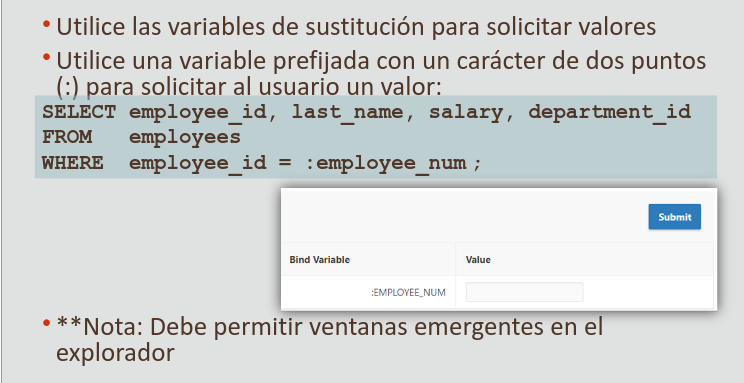 • Utilice las variables de sustitución para solicitar valores
• Utilice una variable prefijada con un carácter de dos puntos
(:) para solicitar al usuario un valor:
SELECT employee_id, last_name, salary, department_id
FROM employees
WHERE employee_id = :employee_num ;
Submit
Bind Variable Value
:EMPLOYEE_NUM
• **Nota: Debe permitir ventanas emergentes en el
explorador